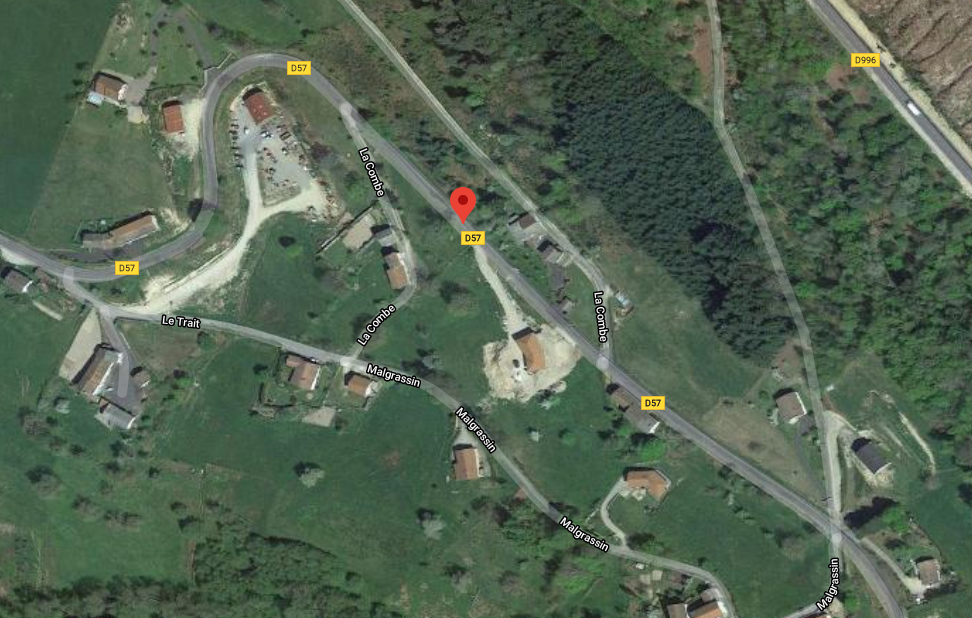 D996
D57
La Combe
D57
D57
Le Trait
La Combe
La Combe
Malgrassin
D57
Malgrassin
Malgrassin
Malgrassin